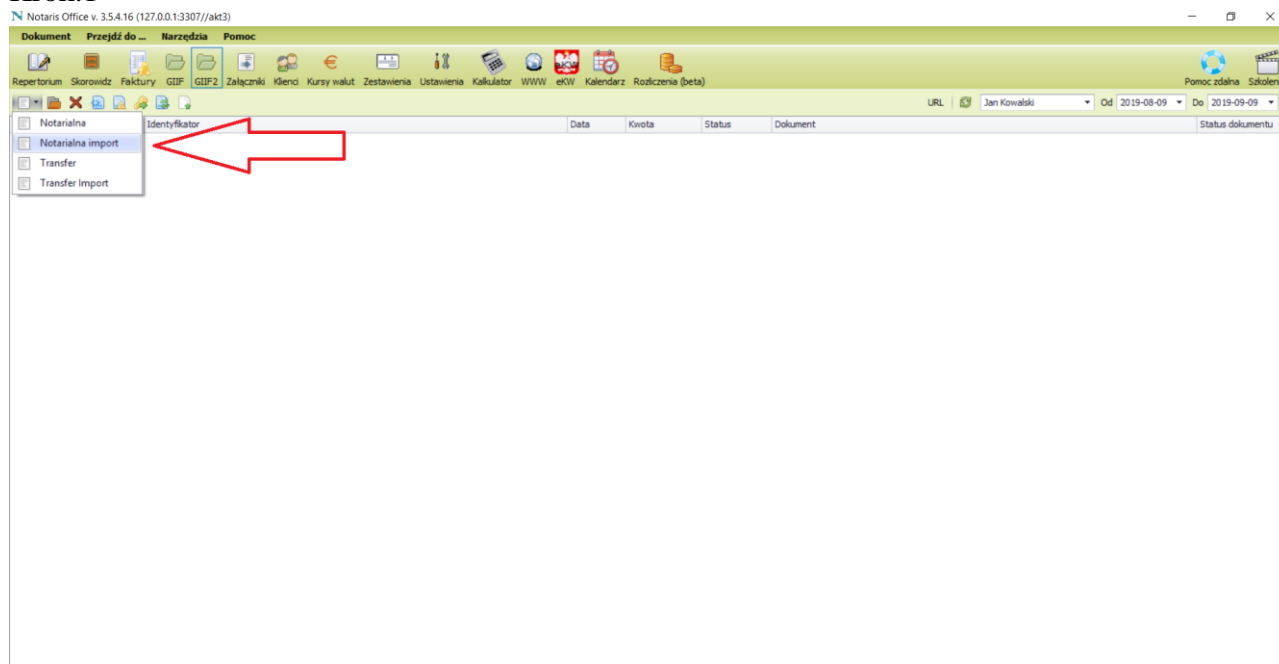 Notaris Office v. 3.5.4.16 (127.0.0.1:3307//akt3)
Dokument Przejdź do ... Narzędzia Pomoc
Repertorium Skorowidz Faktury GIIF GIIF2 Załączniki Klienci Kursy walut Zestawienia Ustawienia Kalkulator WWW eKW Kalendarz Rozliczenia (beta) Pomoc zdalna Szkolen
URL Jan Kowalski Od 2019-08-09 Do 2019-09-09
Identyfikator Data Kwota Status Dokument Status dokumentu
Notarialna
Notarialna import
Transfer
Transfer Import